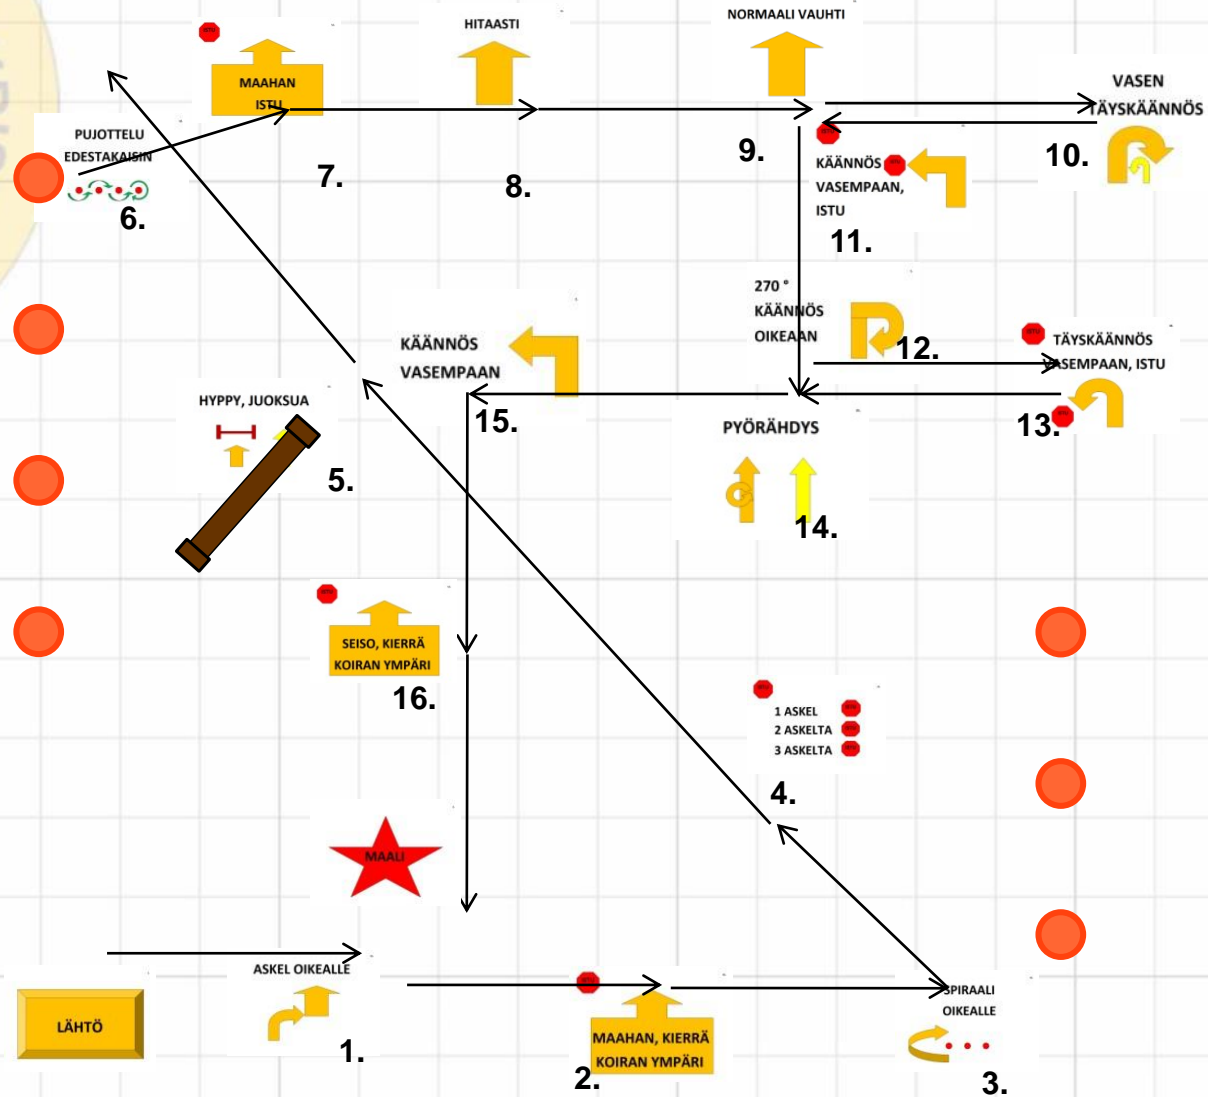 HITAASTI
NORMAALI VAUHTI
MAAHAN
ISTU
VASEN
TÄYSKÄÄNNÖS
PUJOTTELU
EDESTAKAISIN
6.
7.
8.
9.
10.
KÄÄNNÖS
VASEMPAAN,
ISTU
11.
270 °
KÄÄNNÖS
OIKEAAN
12.
TÄYSKÄÄNNÖS
VASEMPAAN, ISTU
13.
KÄÄNNÖS
VASEMPAAN
15.
PYÖRÄHDYS
14.
HYPPY, JUOKSUA
5.
SEISO, KIERRÄ
KOIRAN YMPÄRI
16.
1 ASKEL
2 ASKELTA
3 ASKELTA
4.
MAALI
LÄHTÖ
ASKEL OIKEALLE
1.
MAAHAN, KIERRÄ
KOIRAN YMPÄRI
2.
SPIRAALI
OIKEALLE
3.